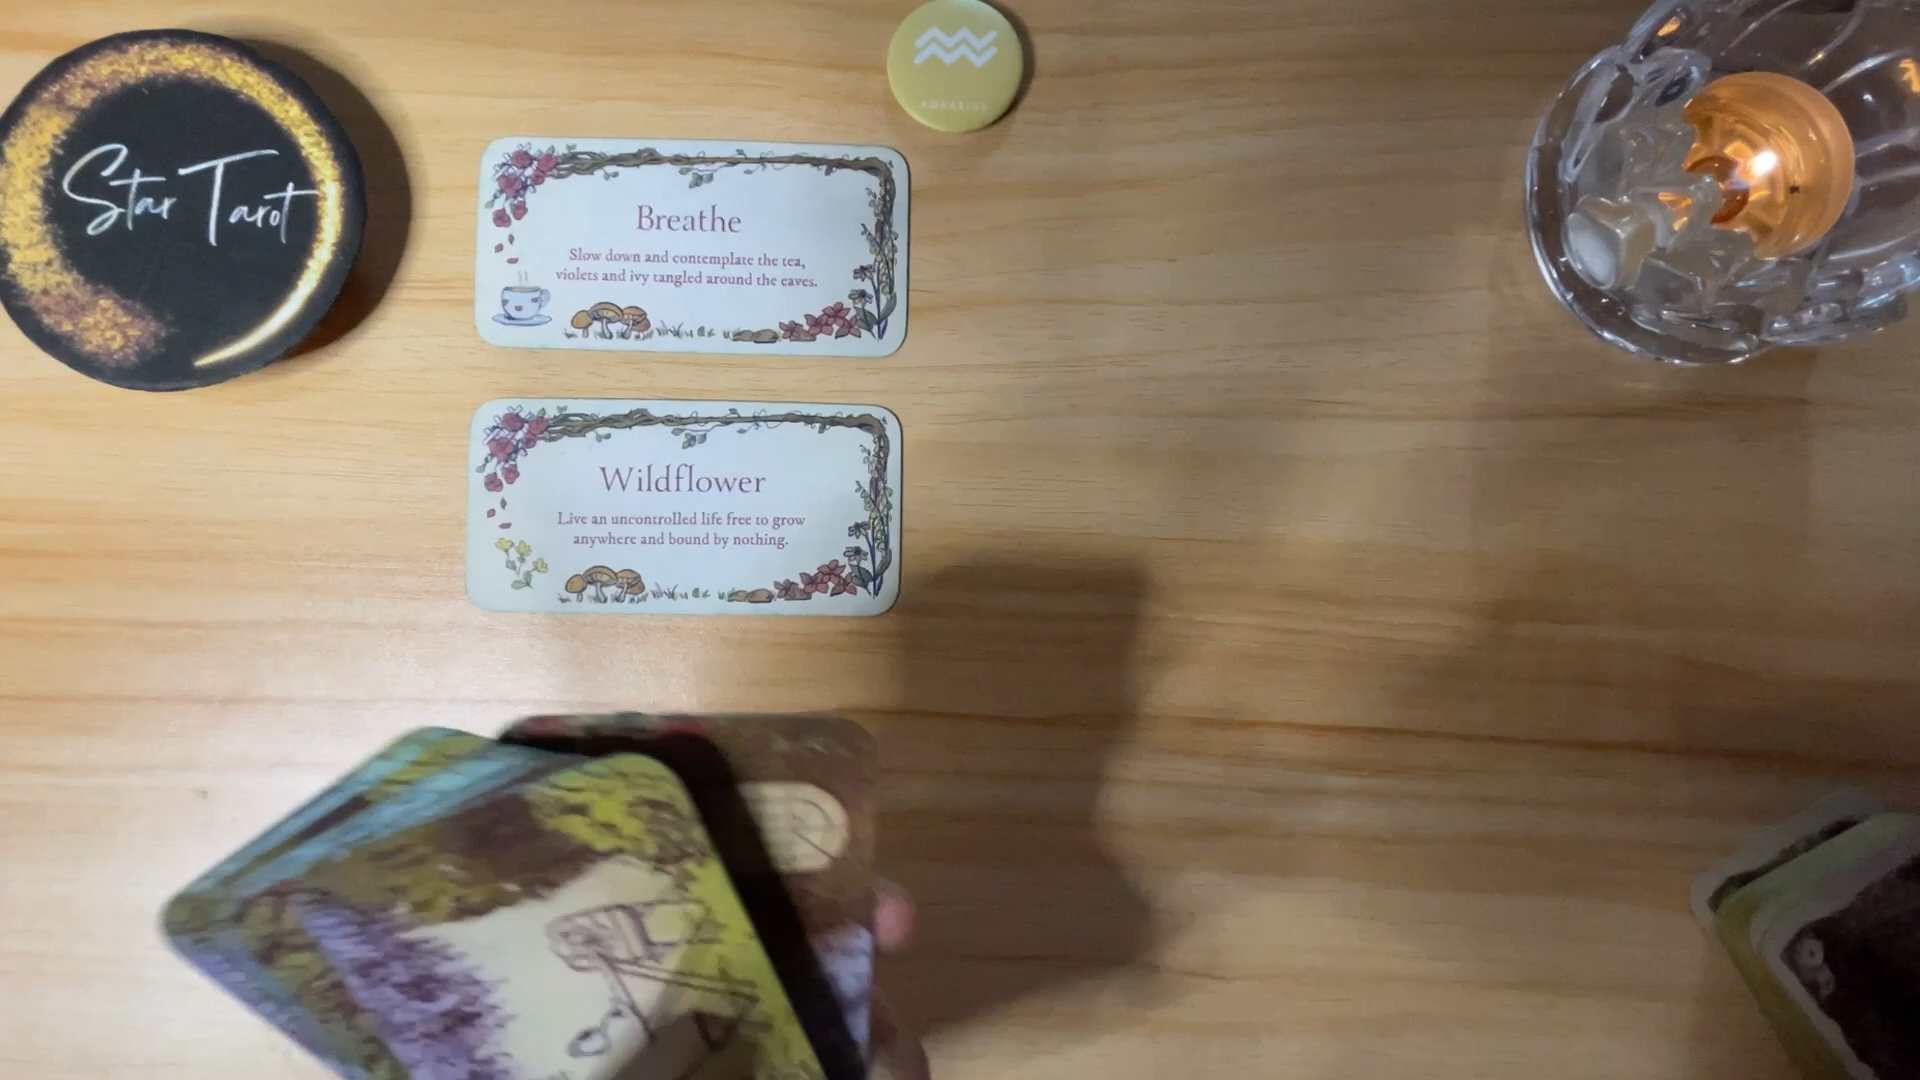 Star Tarot
AQUARIUS
Breathe
Slow down and contemplate the tea,
violets and ivy tangled around the eaves.
Wildflower
Live an uncontrolled life free to grow
anywhere and bound by nothing.